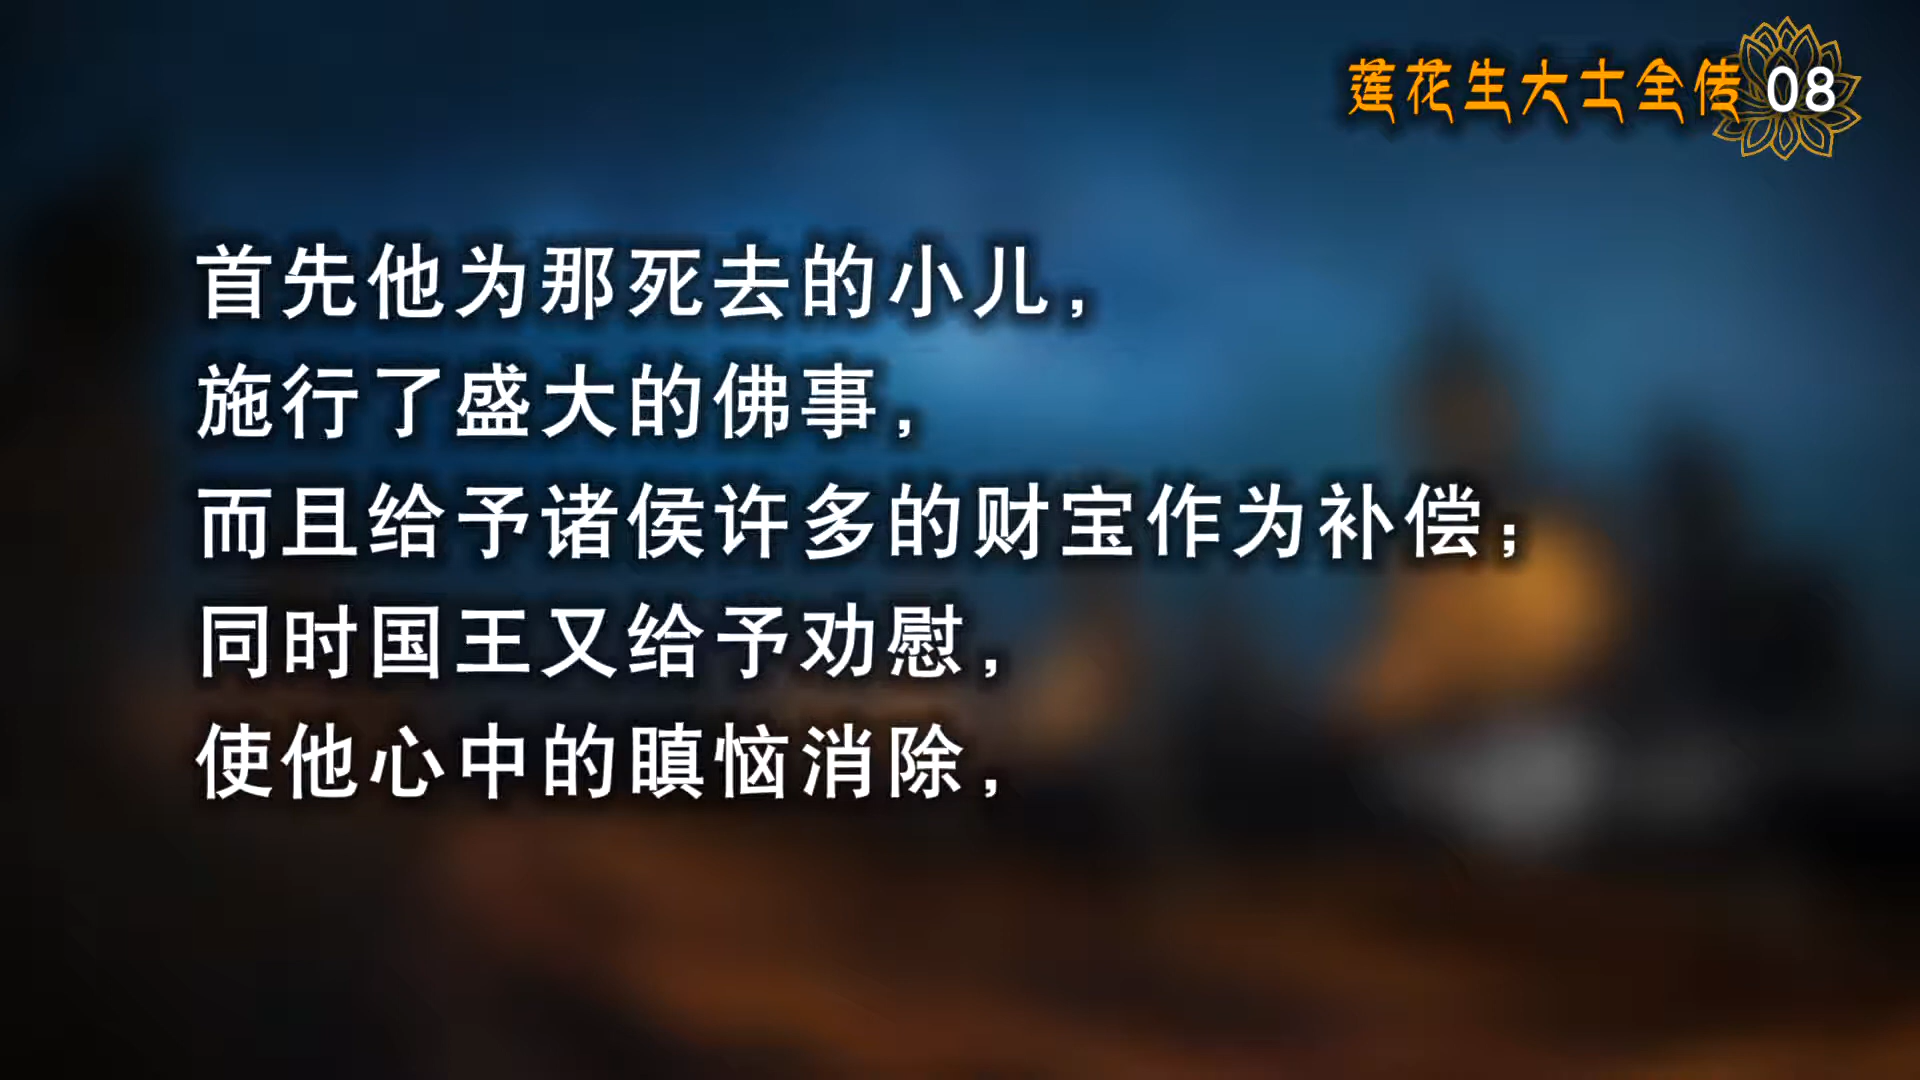 莲花生大士全传 08
首先他为那死去的小儿，
施行了盛大的佛事，
而且给予诸侯许多的财宝作为补偿；
同时国王又给予劝慰，
使他心中的瞋恼消除，